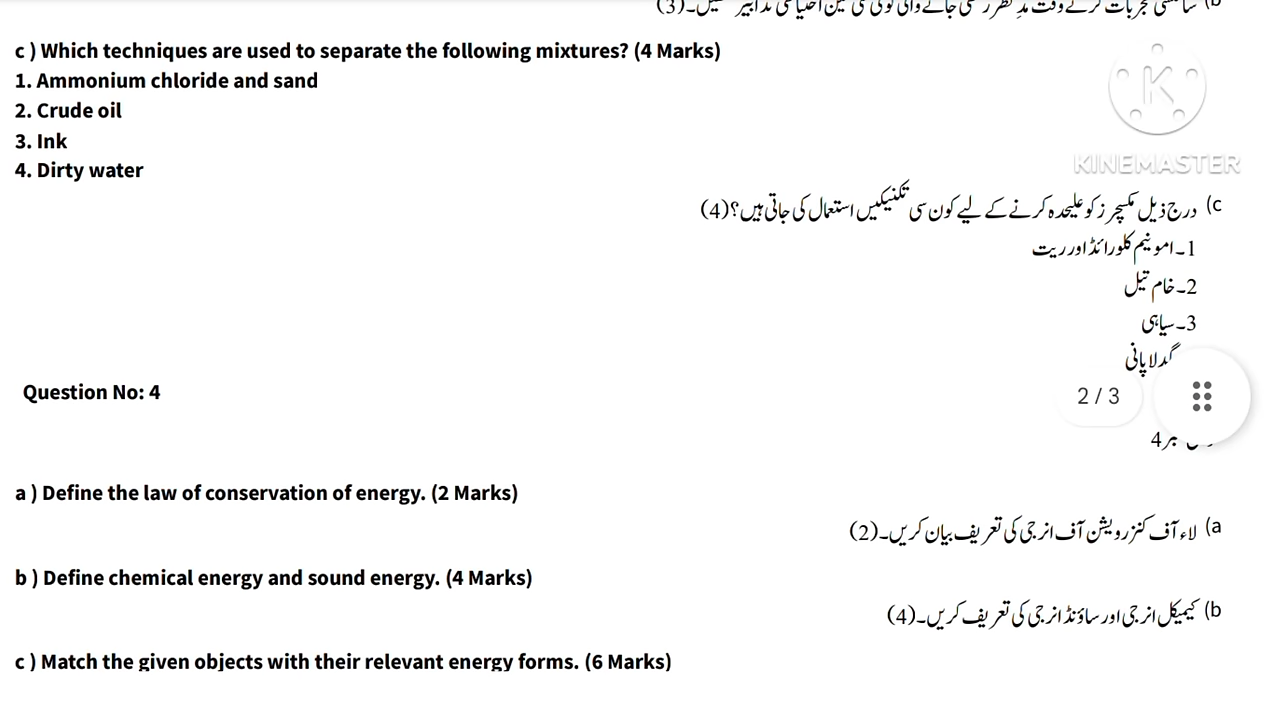 c ) Which techniques are used to separate the following mixtures? (4 Marks)
1. Ammonium chloride and sand
2. Crude oil
3. Ink
4. Dirty water
KINEMASTER
c) درج ذیل مکسچرز کو علیحدہ کرنے کے لیے کون سی تکنیکیں استعمال کی جاتی ہیں؟(4)
1۔امونیم کلورائڈ اور ریت
2۔خام تیل
3۔سیاہی
گدلا پانی
Question No: 4
2 / 3
4
a ) Define the law of conservation of energy. (2 Marks)
a) لاء آف کنزرویشن آف انرجی کی تعریف بیان کریں۔(2)
b ) Define chemical energy and sound energy. (4 Marks)
b) کیمیکل انرجی اور ساؤنڈ انرجی کی تعریف کریں۔(4)
c ) Match the given objects with their relevant energy forms. (6 Marks)